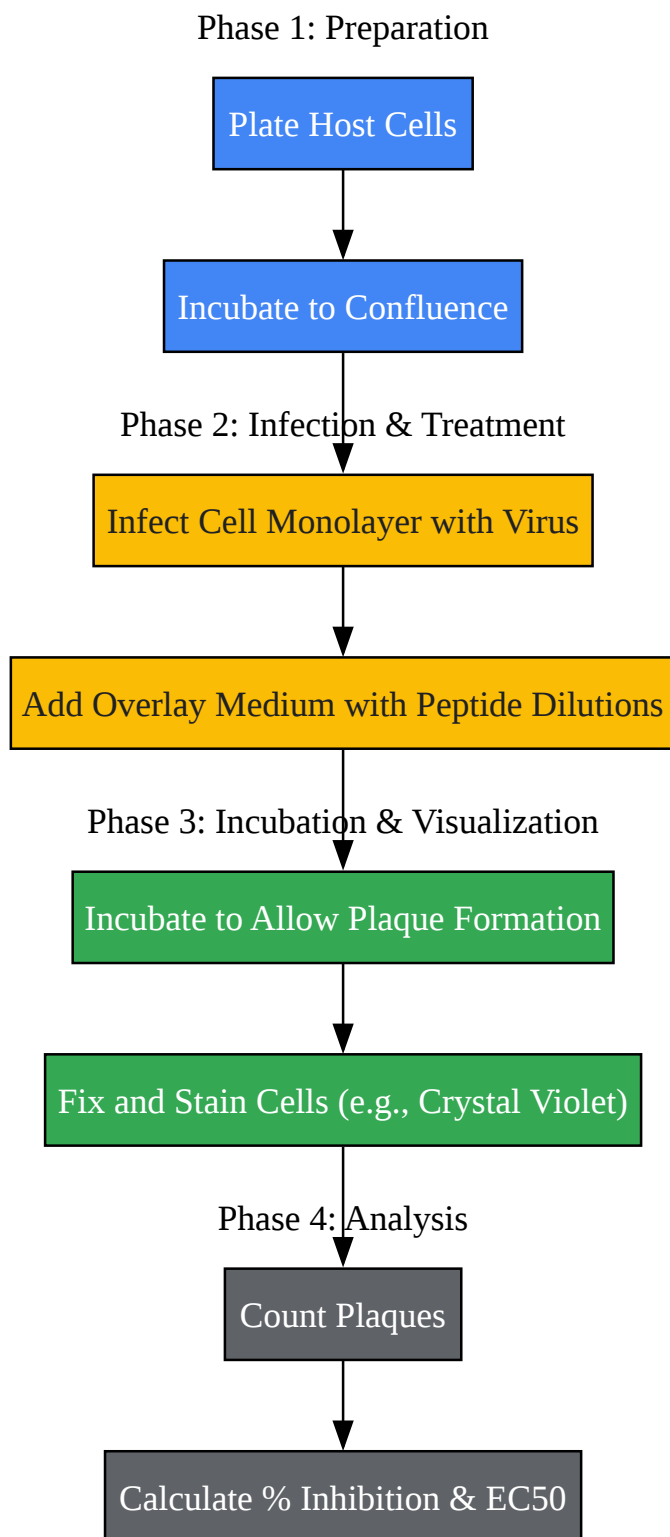 Phase 1: Preparation
Plate Host Cells
Incubate to Confluence
Phase 2: Infection & Treatment
Infect Cell Monolayer with Virus
Add Overlay Medium with Peptide Dilutions
Phase 3: Incubation & Visualization
Incubate to Allow Plaque Formation
Fix and Stain Cells (e.g., Crystal Violet)
Phase 4: Analysis
Count Plaques
Calculate % Inhibition & EC50